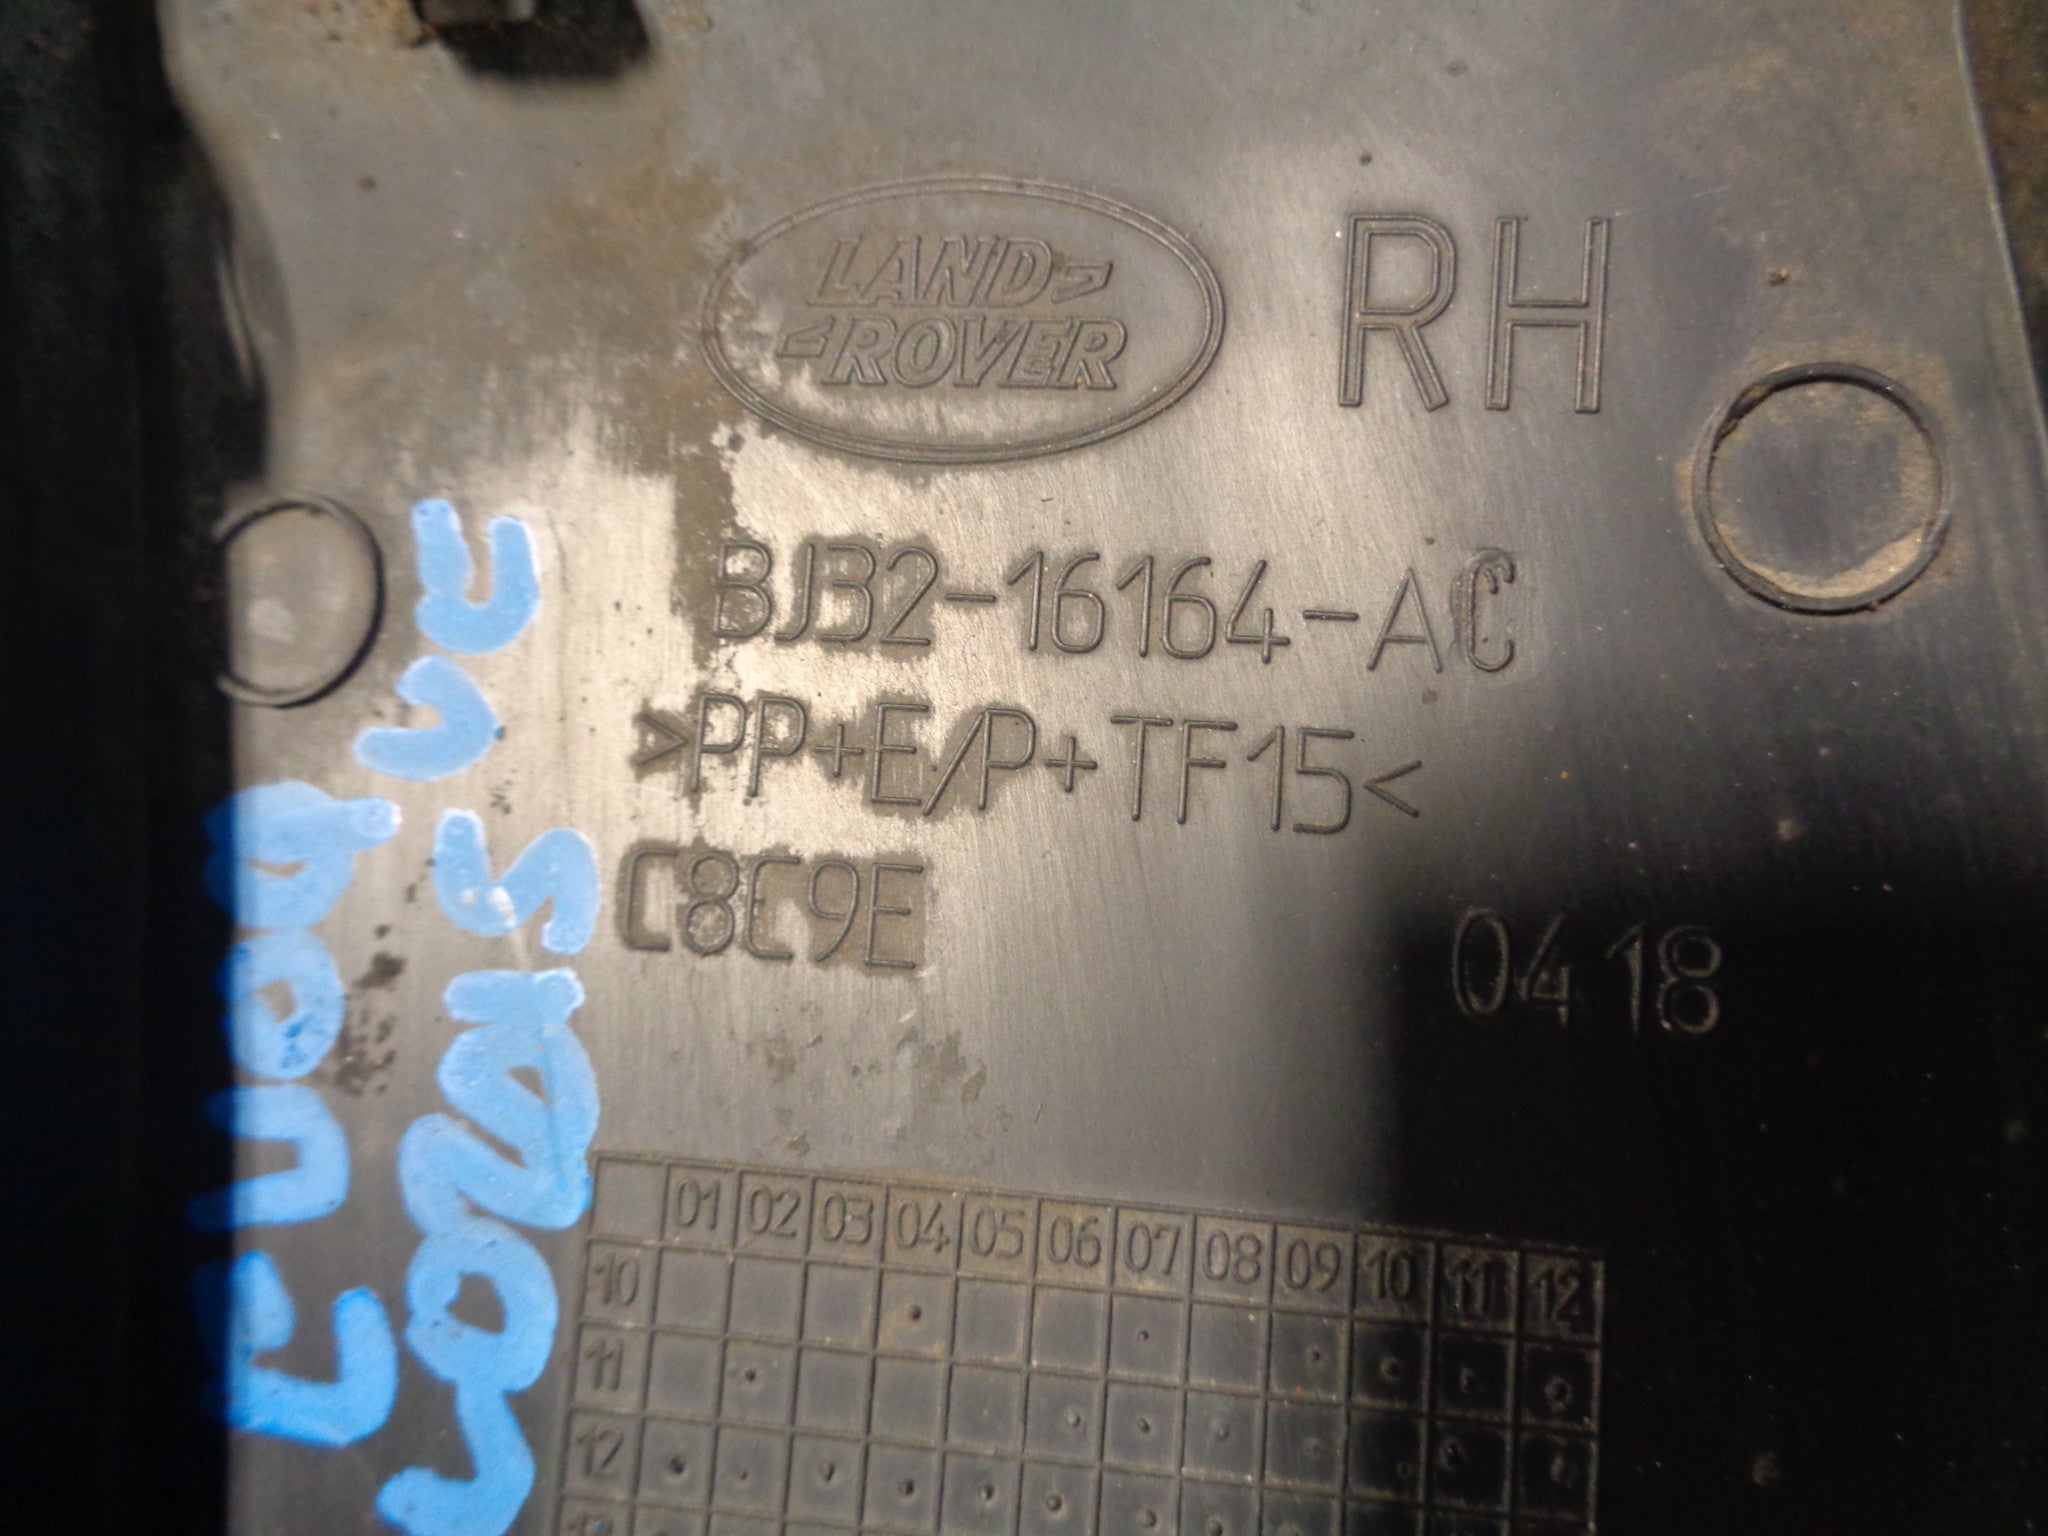 LAND
ROVER
RH
BJ32-16164-AC
>PP+E/P+TF15<
C8C9E
0418
01 02 03 04 05 06 07 08 09 10 11 12
10
11
12
13